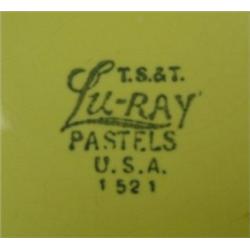 T.S.&T.
Lu-RAY
PASTELS
U.S.A.
1521